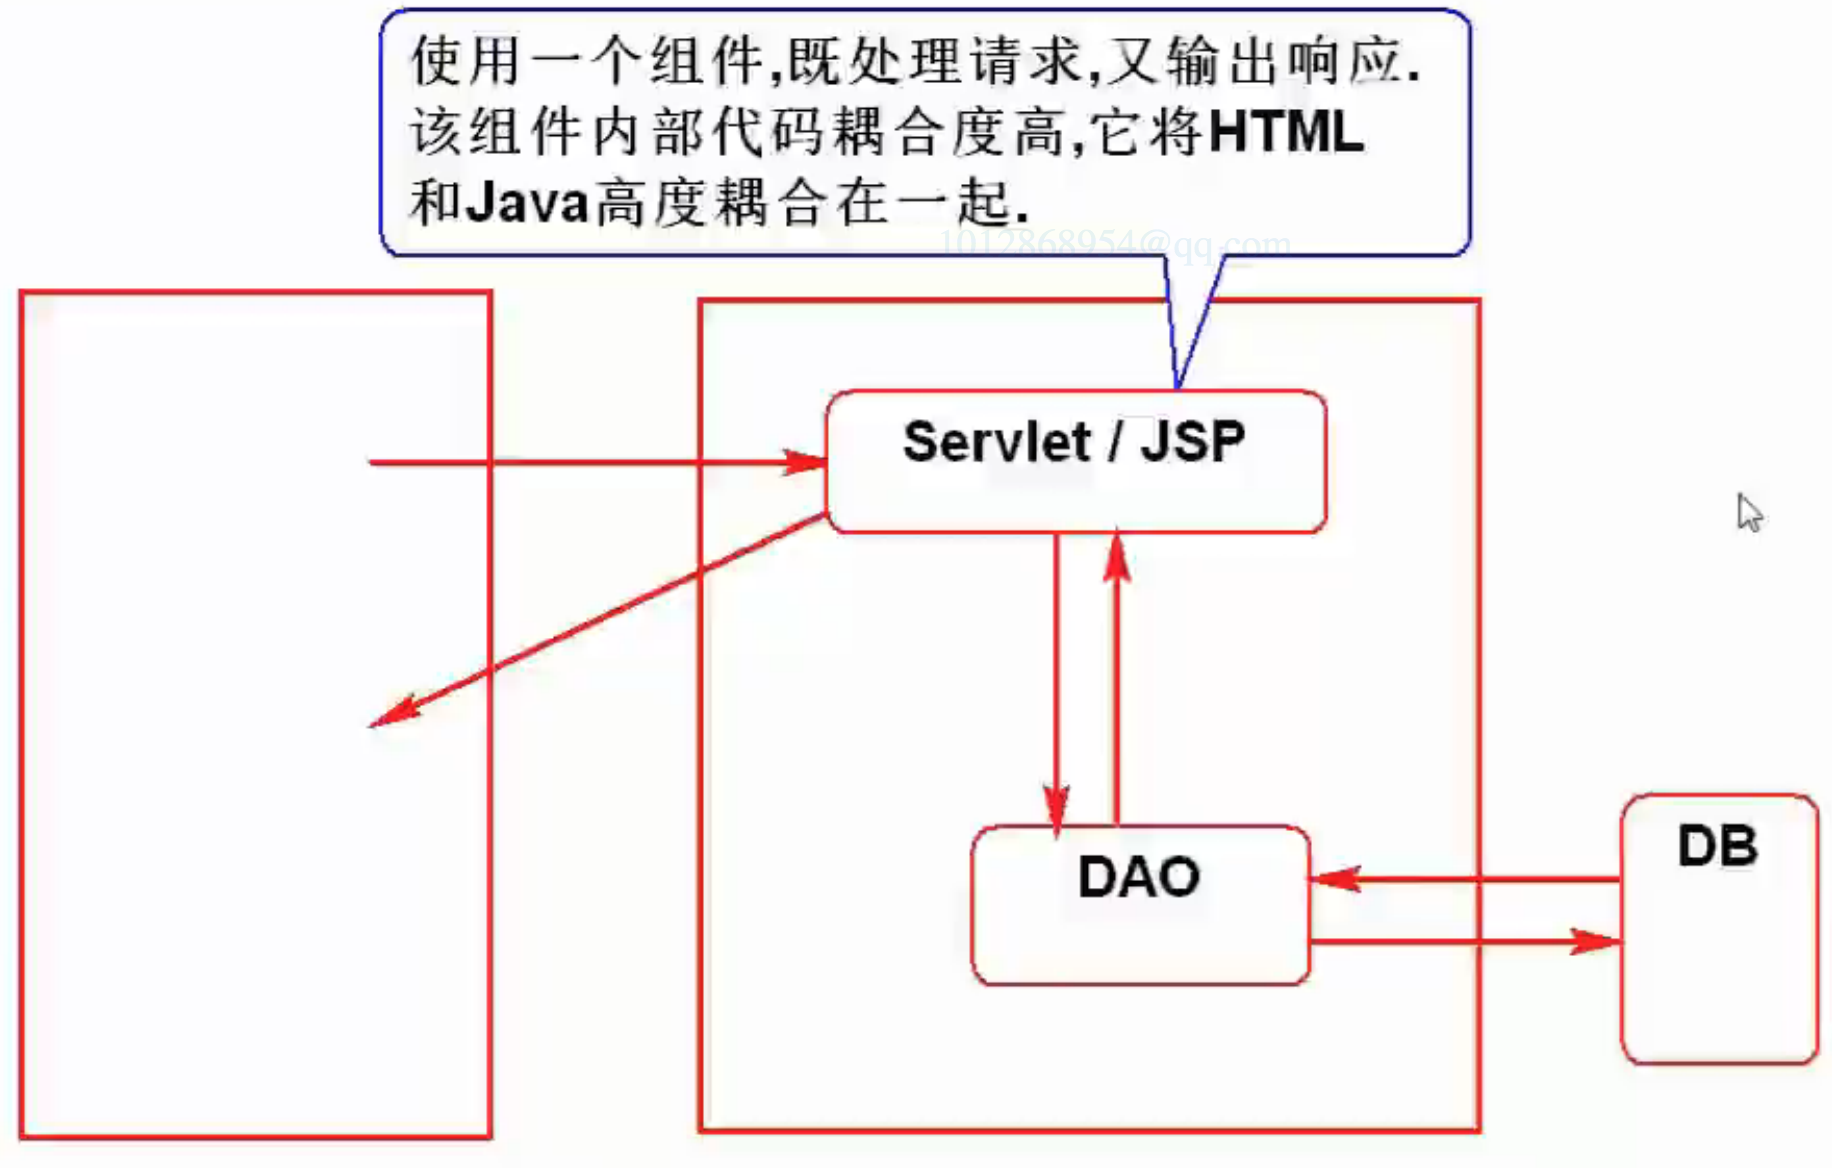 使用一个组件,既处理请求,又输出响应.
该组件内部代码耦合度高,它将HTML
和Java高度耦合在一起.
1012868954@qq.com
Servlet / JSP
DAO
DB